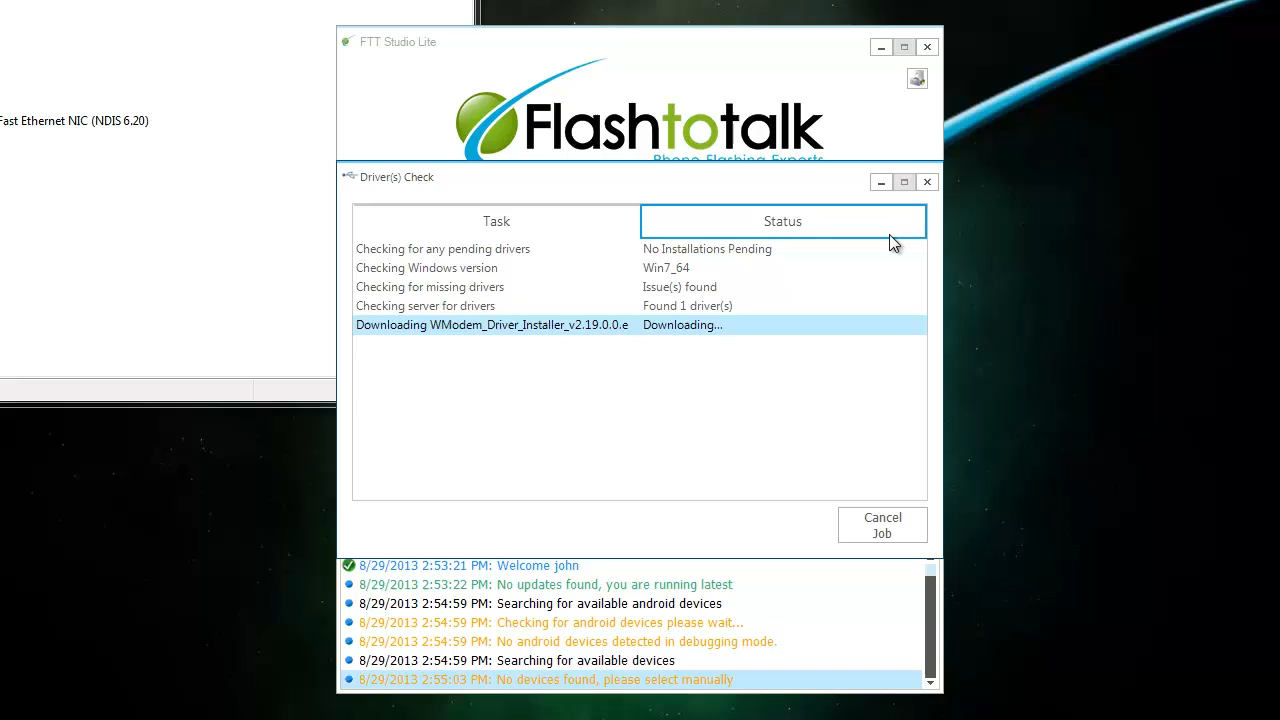 FTT Studio Lite
Fast Ethernet NIC (NDIS 6.20)
Flashtotalk
Phone Flashing Experts
Driver(s) Check
Task Status
Checking for any pending drivers No Installations Pending
Checking Windows version Win7_64
Checking for missing drivers Issue(s) found
Checking server for drivers Found 1 driver(s)
Downloading WModem_Driver_Installer_v2.19.0.0.e Downloading...
Cancel
Job
8/29/2013 2:53:21 PM: Welcome john
8/29/2013 2:53:22 PM: No updates found, you are running latest
8/29/2013 2:54:59 PM: Searching for available android devices
8/29/2013 2:54:59 PM: Checking for android devices please wait...
8/29/2013 2:54:59 PM: No android devices detected in debugging mode.
8/29/2013 2:54:59 PM: Searching for available devices
8/29/2013 2:55:03 PM: No devices found, please select manually